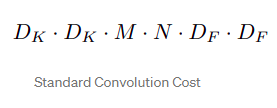 D_K · D_K · M · N · D_F · D_F
Standard Convolution Cost